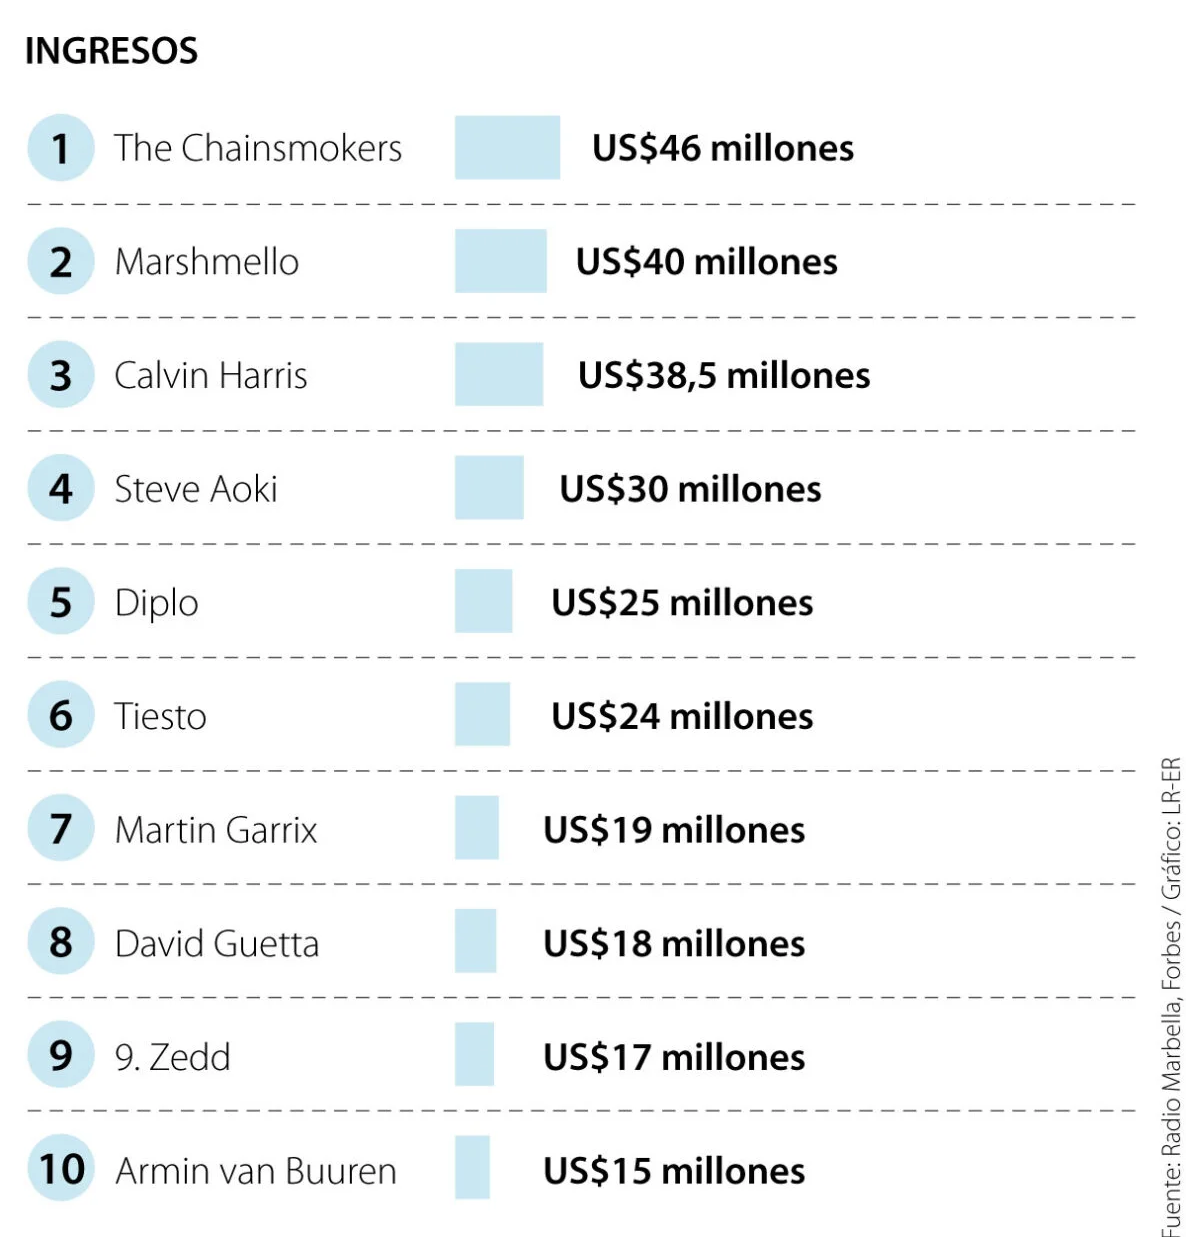 INGRESOS
1 The Chainsmokers US$46 millones
2 Marshmello US$40 millones
3 Calvin Harris US$38,5 millones
4 Steve Aoki US$30 millones
5 Diplo US$25 millones
6 Tiesto US$24 millones
7 Martin Garrix US$19 millones
8 David Guetta US$18 millones
9 9. Zedd US$17 millones
10 Armin van Buuren US$15 millones
Fuente: Radio Marbella, Forbes / Gráfico: LR-ER